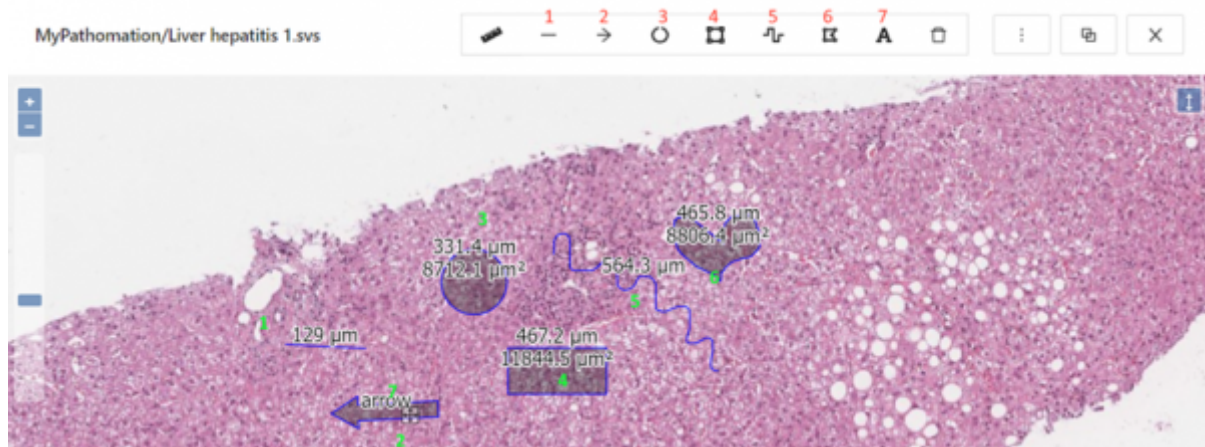 1 2 3 4 5 6 7
MyPathomation/Liver hepatitis 1.svs
A
+
−
3
331.4 µm
8712.1 µm²
465.8 µm
8806.4 µm²
564.3 µm
6
5
1
129 µm
467.2 µm
11844.5 µm²
4
7
arrow
2